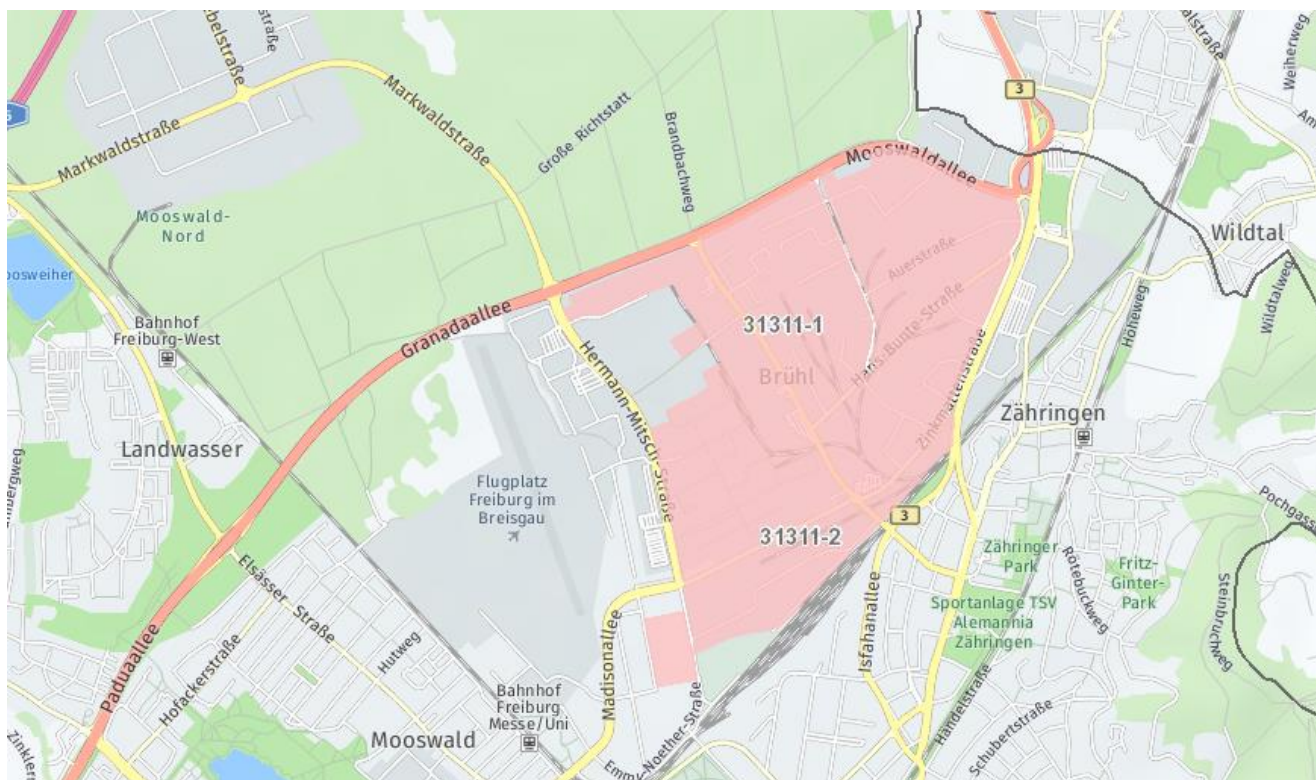 Markwaldstraße
Markwaldstraße
Große Richtstatt
Brandbachweg
Mooswaldallee
3
Weiherweg
Wildtal
Wildtalweg
Höheweg
Mooswald-
Nord
Bahnhof
Freiburg-West
Granadaallee
Hermann-Mitsch-Straße
31311-1
Brühl
Auerstraße
Hans-Bunte-Straße
Zinkmattenstraße
Zähringen
Landwasser
Flugplatz
Freiburg im
Breisgau
31311-2
3
Zähringer
Park
Fritz-
Ginter-
Park
Rötebuckweg
Steinbruchweg
Sportanlage TSV
Alemannia
Zähringen
Isfahanallee
Händelstraße
Schubertstraße
Elsässer Straße
Hutweg
Hofackerstraße
Paduaallee
Madisonallee
Bahnhof
Freiburg
Messe/Uni
Mooswald
Emmy-Noether-Straße